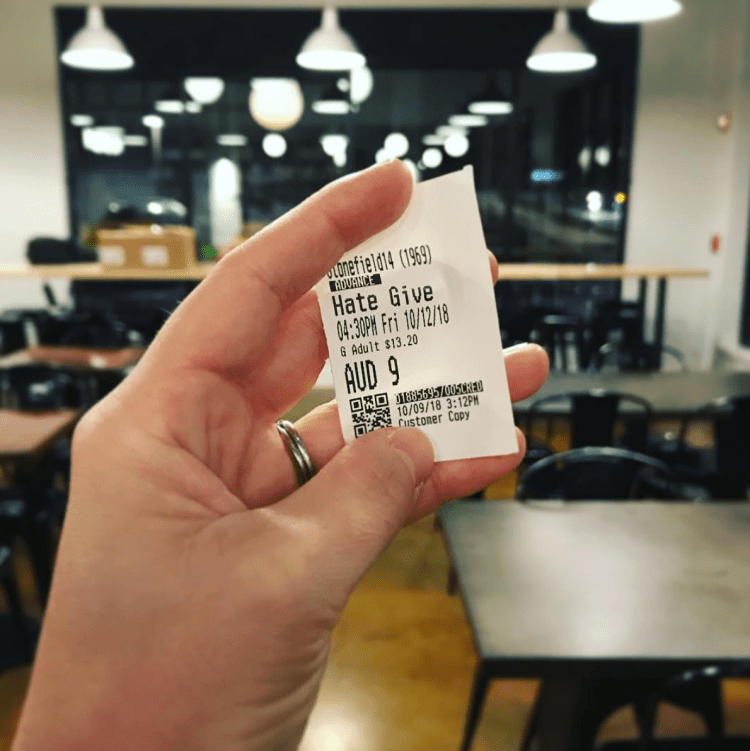 Stonefield14 (1969)
ADVANCE
Hate Give
04:30PM Fri 10/12/18
G Adult $13.20
AUD 9
01885695/005CRED
10/09/18 3:12PM
Customer Copy